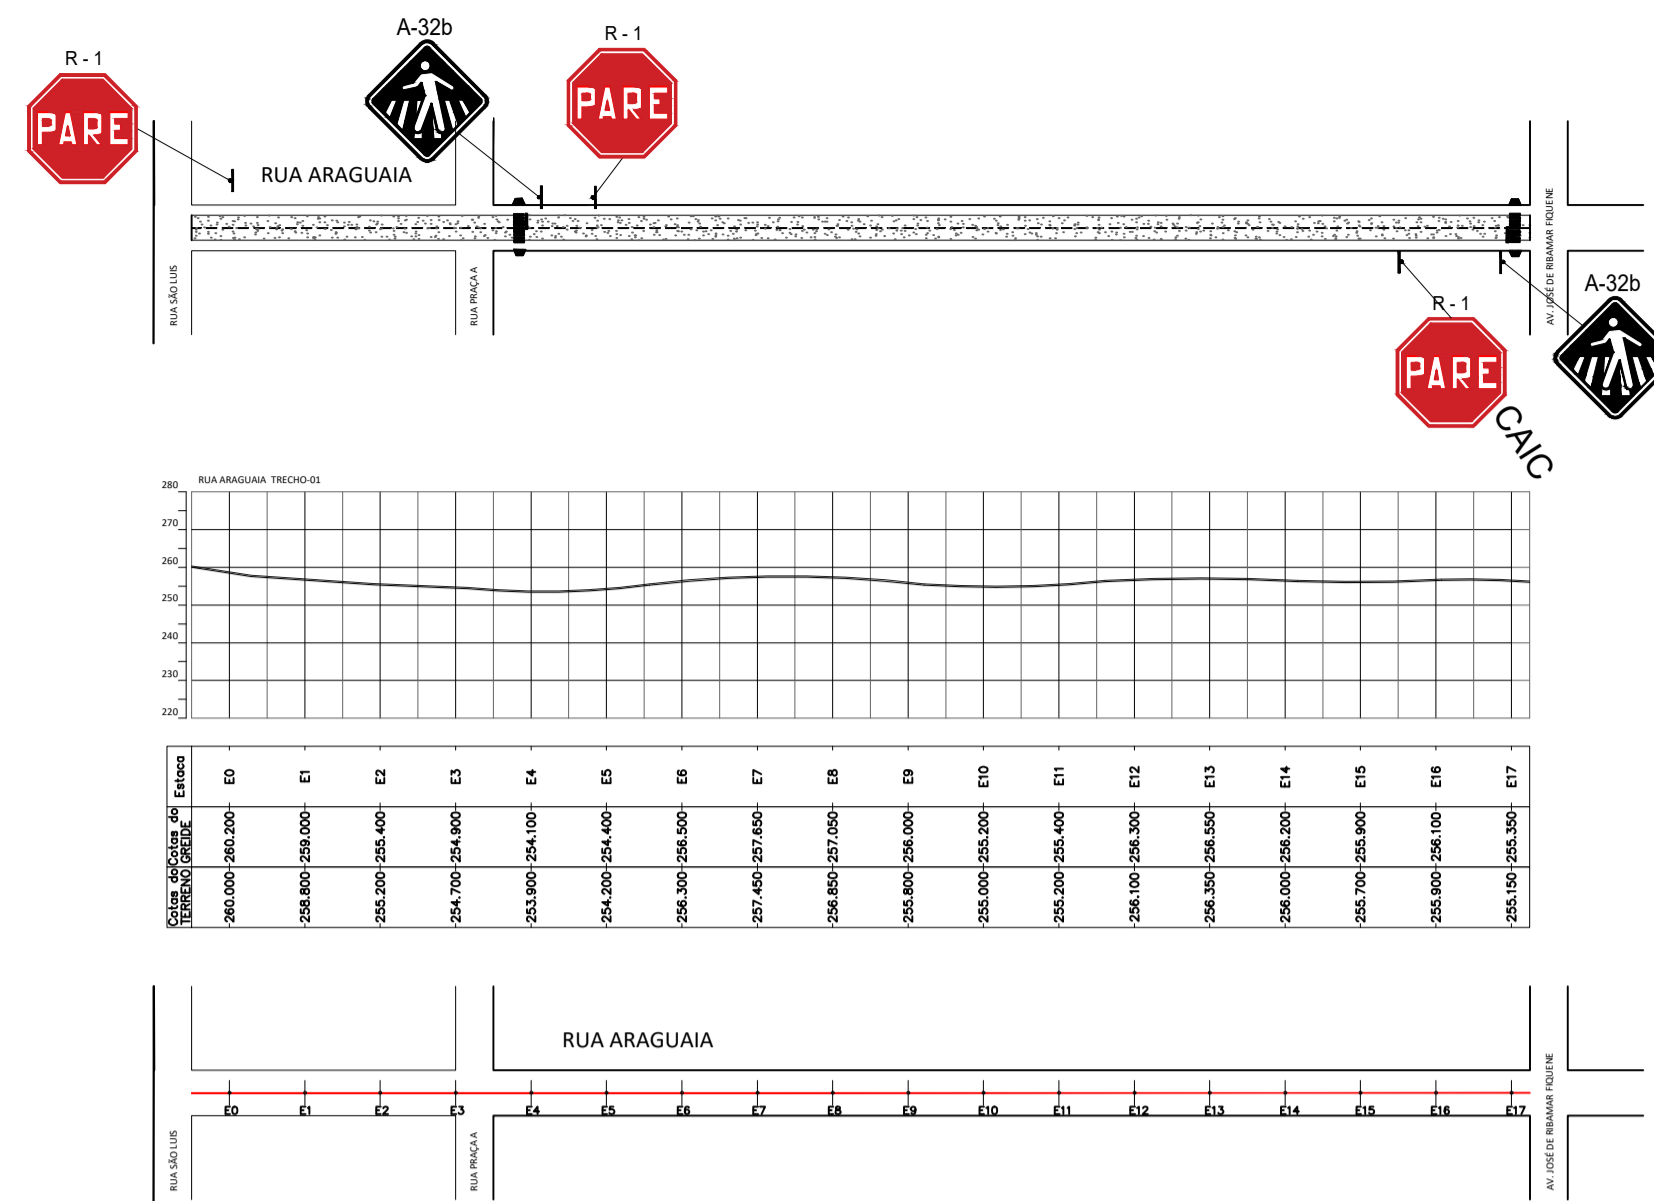 R - 1
PARE
A-32b
R - 1
PARE
RUA ARAGUAIA
RUA SÃO LUIS
RUA PRAÇA A
AV. JOSÉ DE RIBAMAR FIQUENE
R - 1
PARE
A-32b
CAIC
RUA ARAGUAIA TRECHO-01
280
270
260
250
240
230
220
Estaca E0 E1 E2 E3 E4 E5 E6 E7 E8 E9 E10 E11 E12 E13 E14 E15 E16 E17
Cotas do GREIDE 260.200 259.000 255.400 254.900 254.100 254.400 256.500 257.650 257.050 256.000 255.200 255.400 256.300 256.550 256.200 255.900 256.100 255.350
Cotas do TERRENO 260.000 258.800 255.200 254.700 253.900 254.200 256.300 257.450 256.850 255.800 255.000 255.200 256.100 256.350 256.000 255.700 255.900 255.150
RUA ARAGUAIA
E0 E1 E2 E3 E4 E5 E6 E7 E8 E9 E10 E11 E12 E13 E14 E15 E16 E17
RUA SÃO LUIS
RUA PRAÇA A
AV. JOSÉ DE RIBAMAR FIQUENE